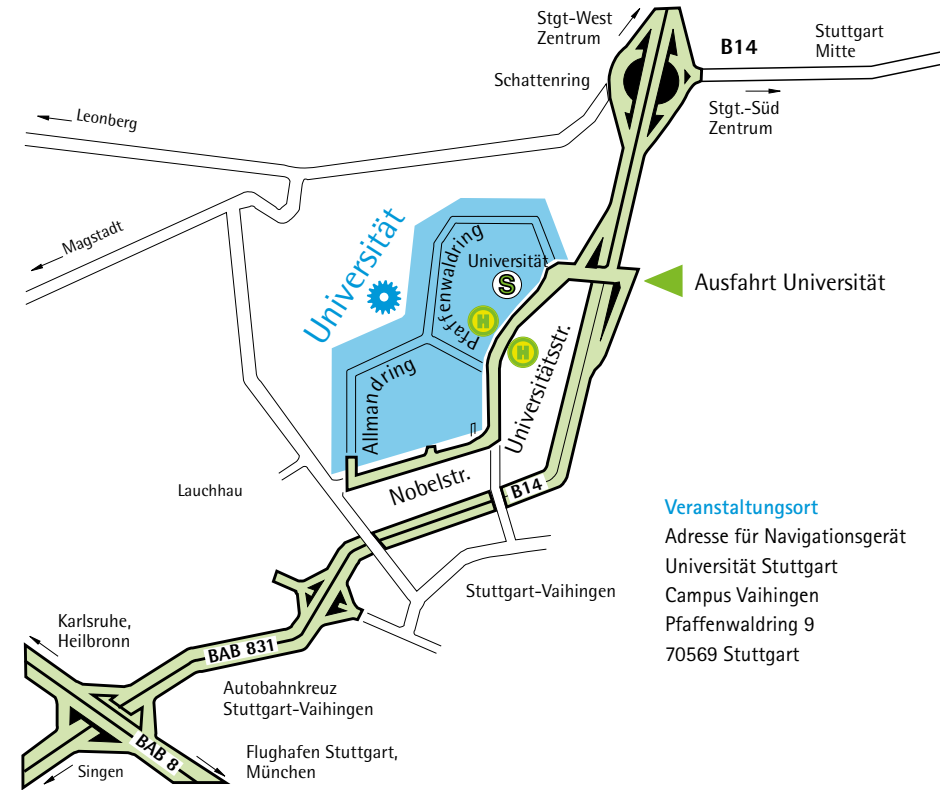 Stgt-West
Zentrum
B14
Stuttgart
Mitte
Schattenring
Stgt.-Süd
Zentrum
Leonberg
Magstadt
Universität
Pfaffenwaldring
Universität
S
H
H
Ausfahrt Universität
Allmandring
Universitätsstr.
Nobelstr.
B14
Lauchhau
Stuttgart-Vaihingen
Veranstaltungsort
Adresse für Navigationsgerät
Universität Stuttgart
Campus Vaihingen
Pfaffenwaldring 9
70569 Stuttgart
Karlsruhe,
Heilbronn
BAB 831
Autobahnkreuz
Stuttgart-Vaihingen
BAB 8
Flughafen Stuttgart,
München
Singen